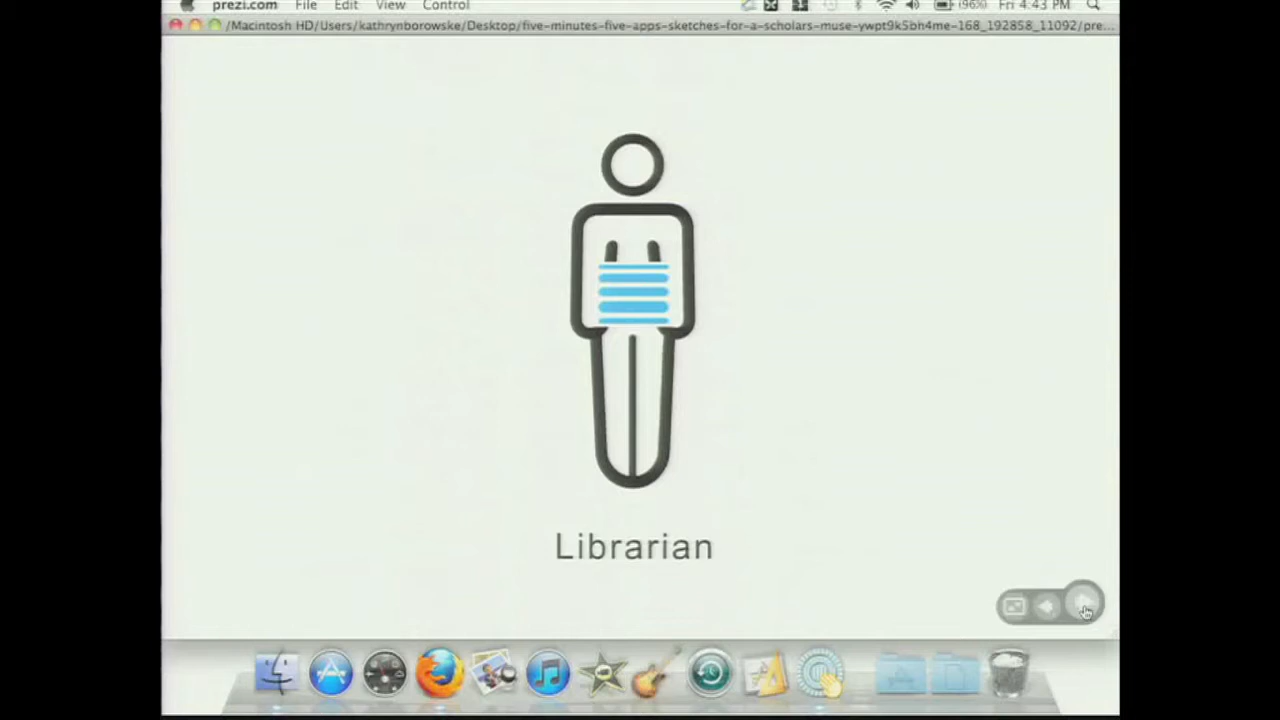 prezi.com File Edit View Control (96%) Fri 4:43 PM
/Macintosh HD/Users/kathrynborowske/Desktop/five-minutes-five-apps-sketches-for-a-scholars-muse-ywpt9k5bh4me-168_192858_11092/pre...
Librarian